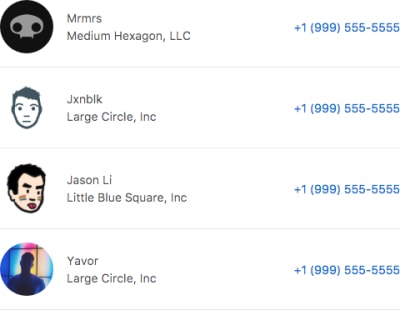 Mrmrs
Medium Hexagon, LLC
+1 (999) 555-5555
Jxnblk
Large Circle, Inc
+1 (999) 555-5555
Jason Li
Little Blue Square, Inc
+1 (999) 555-5555
Yavor
Large Circle, Inc
+1 (999) 555-5555